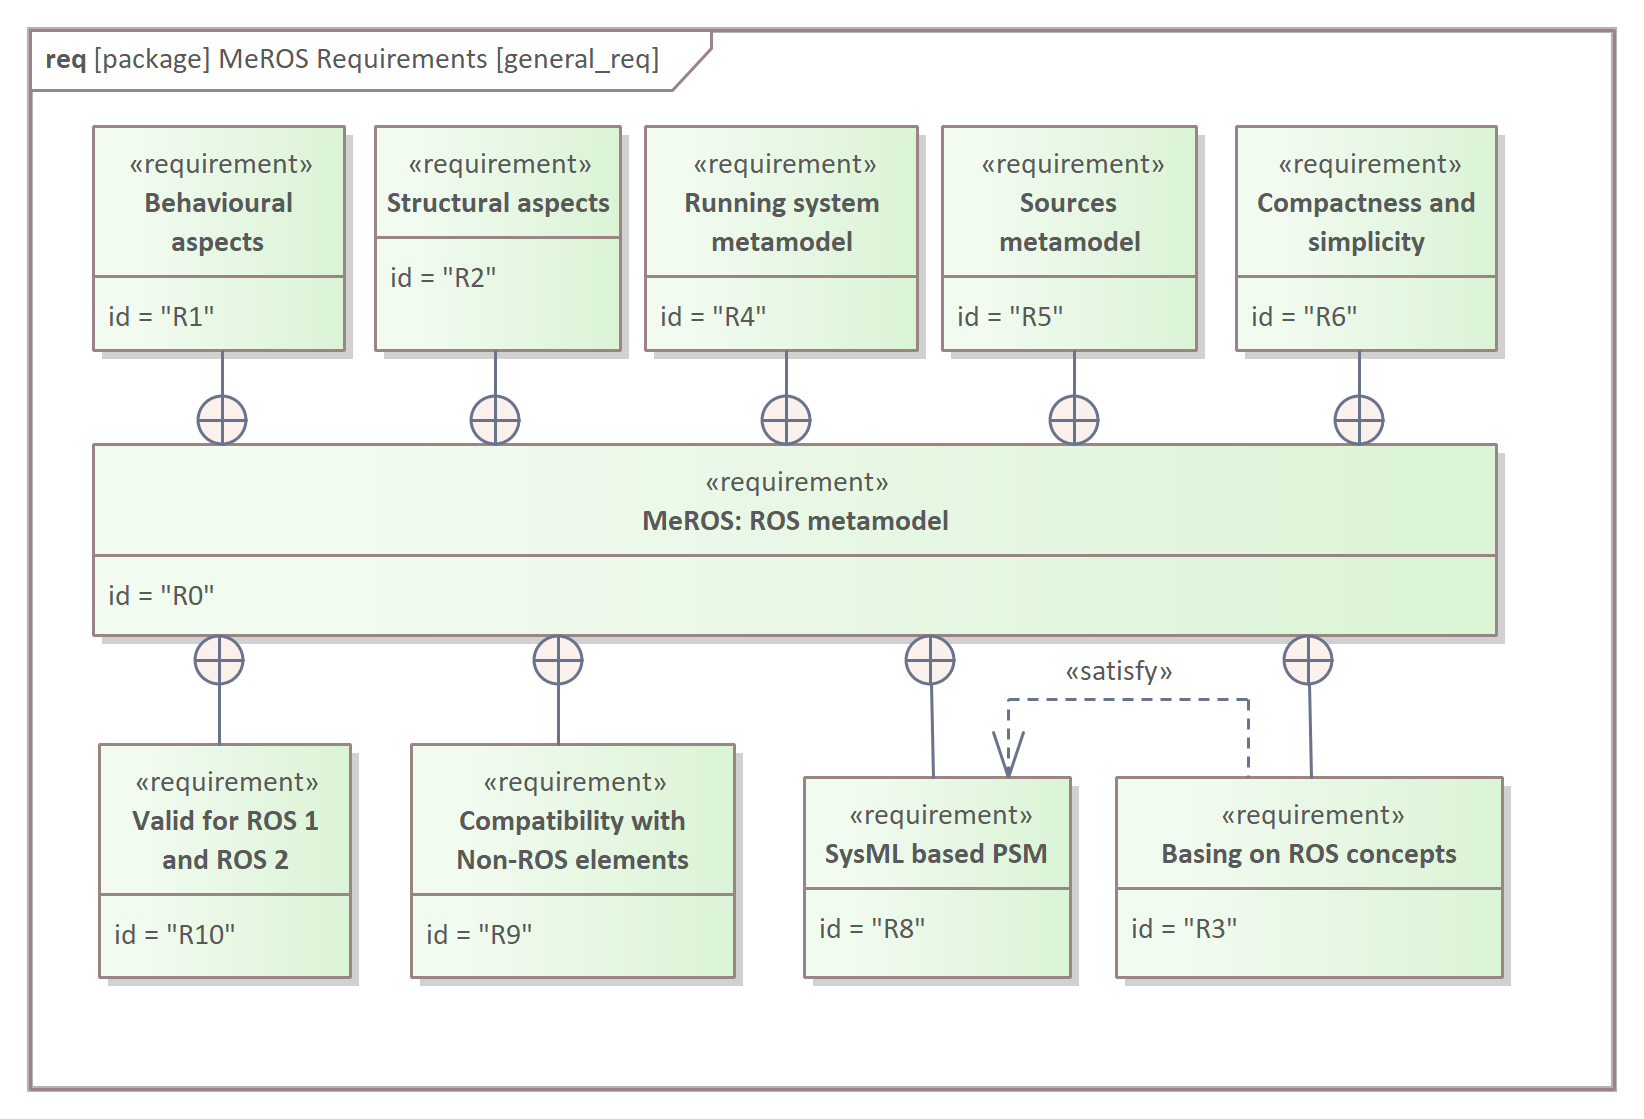 req [package] MeROS Requirements [general_req]
«requirement»
Behavioural
aspects
id = "R1"
«requirement»
Structural aspects
id = "R2"
«requirement»
Running system
metamodel
id = "R4"
«requirement»
Sources
metamodel
id = "R5"
«requirement»
Compactness and
simplicity
id = "R6"
«requirement»
MeROS: ROS metamodel
id = "R0"
«satisfy»
«requirement»
Valid for ROS 1
and ROS 2
id = "R10"
«requirement»
Compatibility with
Non-ROS elements
id = "R9"
«requirement»
SysML based PSM
id = "R8"
«requirement»
Basing on ROS concepts
id = "R3"